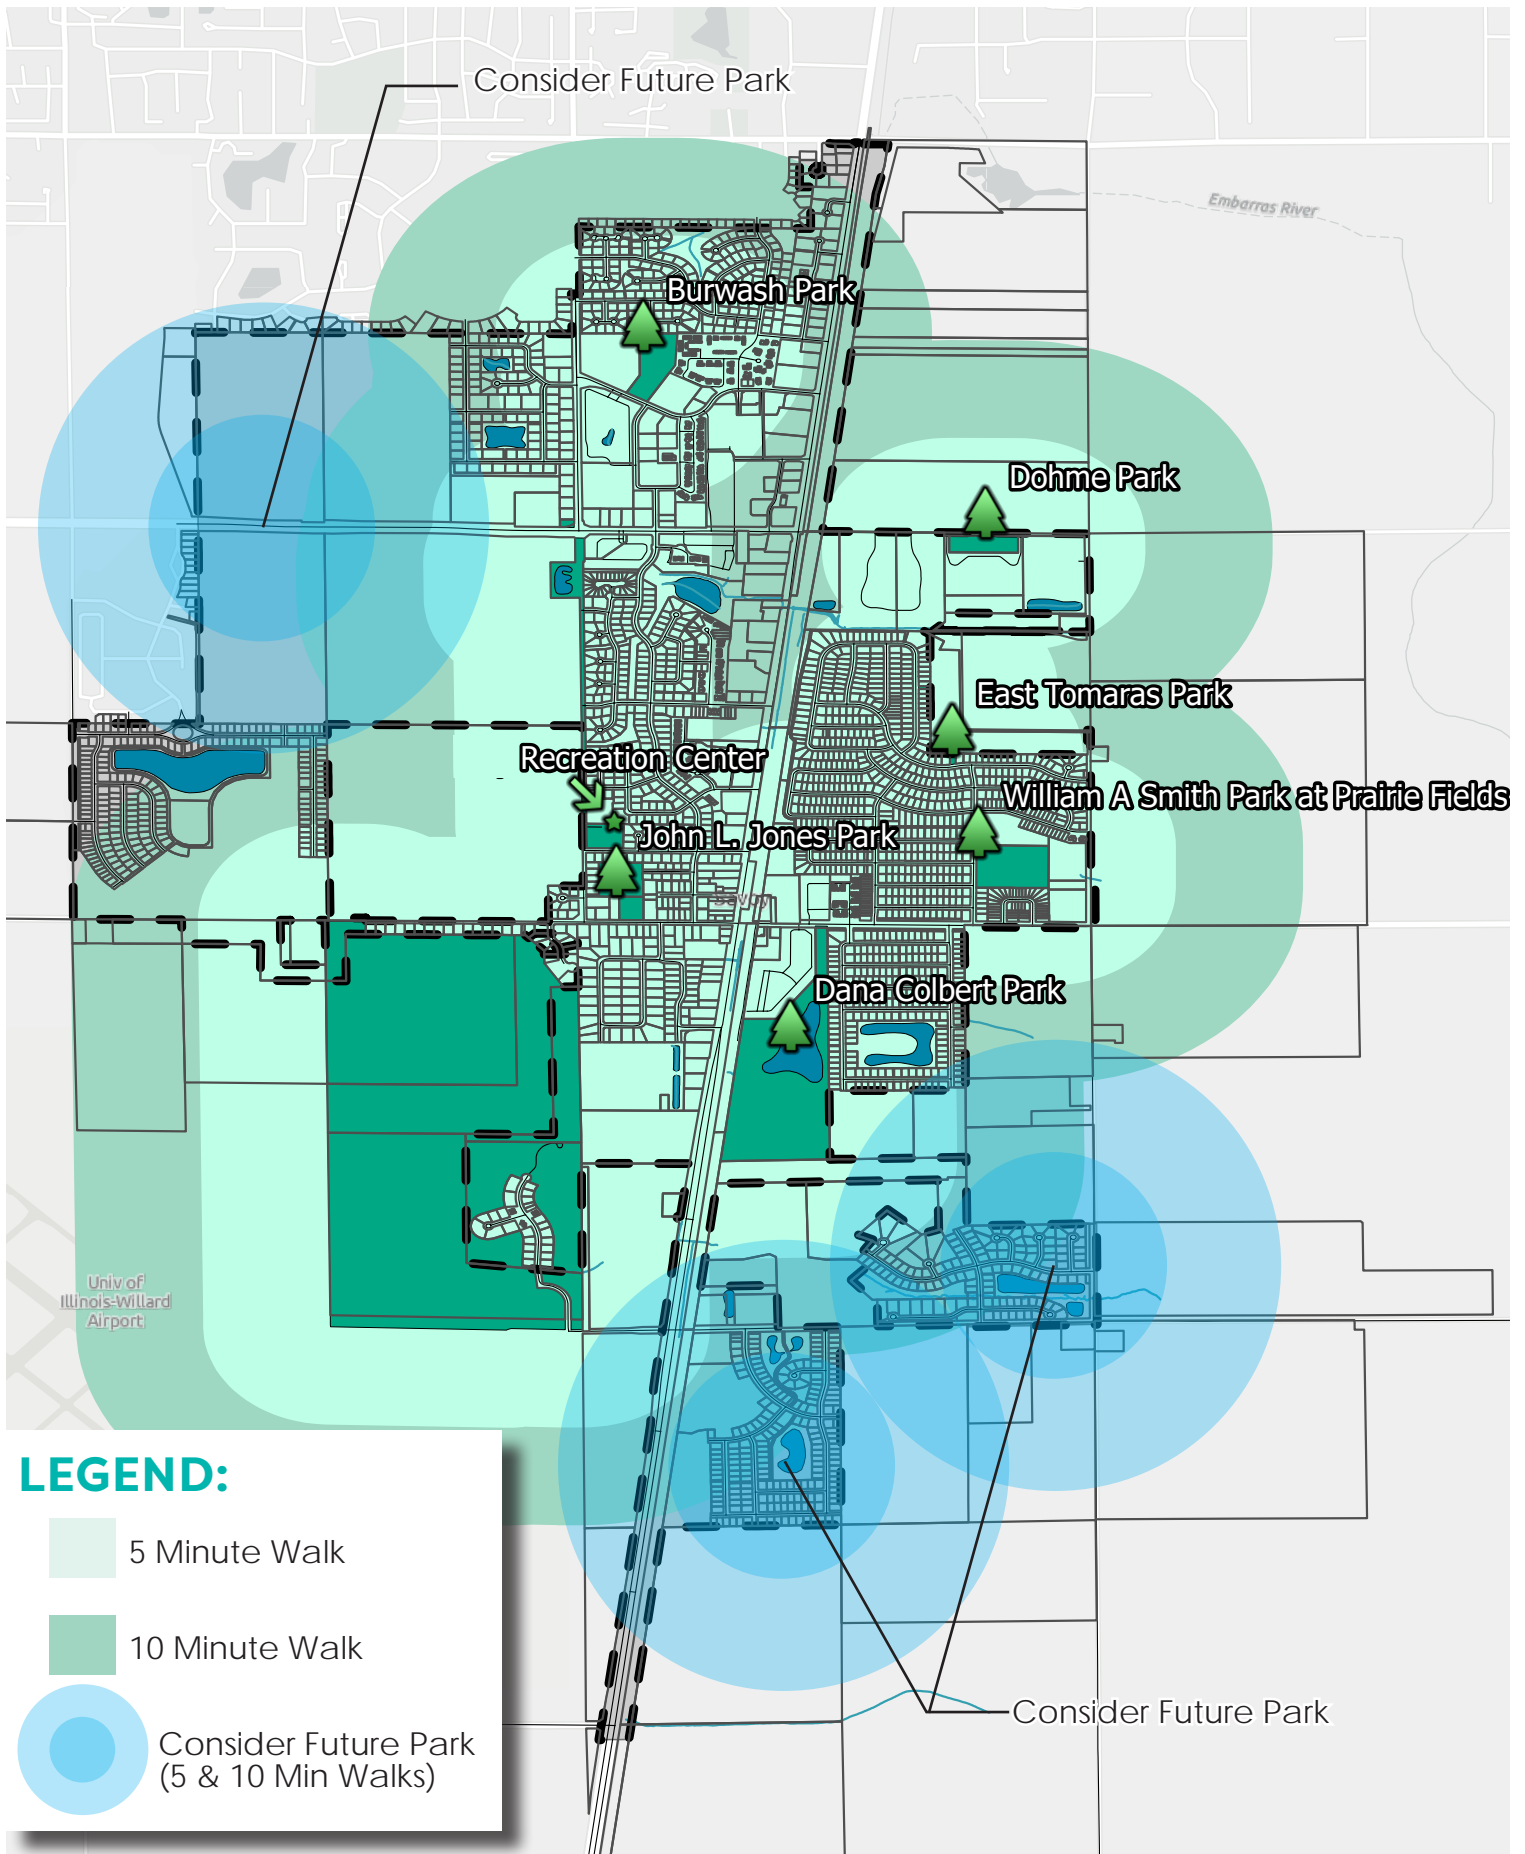 Consider Future Park
Embarras River
Burwash Park
Dohme Park
East Tomaras Park
Recreation Center
William A Smith Park at Prairie Fields
John L. Jones Park
Savoy
Dana Colbert Park
Univ of
Illinois-Willard
Airport
LEGEND:
5 Minute Walk
10 Minute Walk
Consider Future Park
(5 & 10 Min Walks)
Consider Future Park